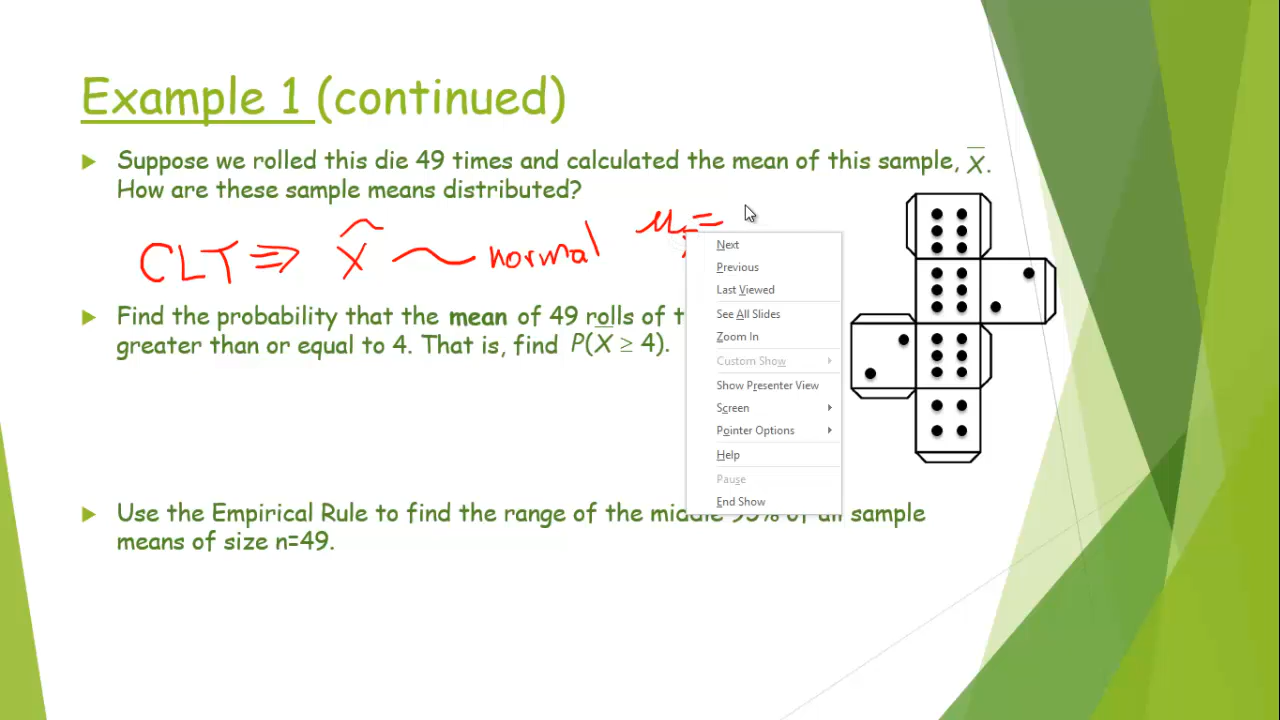 Example 1 (continued)
Suppose we rolled this die 49 times and calculated the mean of this sample, X̅.
How are these sample means distributed?
CLT ⇒ X ~ normal μ =
Find the probability that the mean of 49 rolls of t
greater than or equal to 4. That is, find P(X̅ ≥ 4).
Use the Empirical Rule to find the range of the middle 95% of all sample
means of size n=49.
Next
Previous
Last Viewed
See All Slides
Zoom In
Custom Show
Show Presenter View
Screen
Pointer Options
Help
Pause
End Show